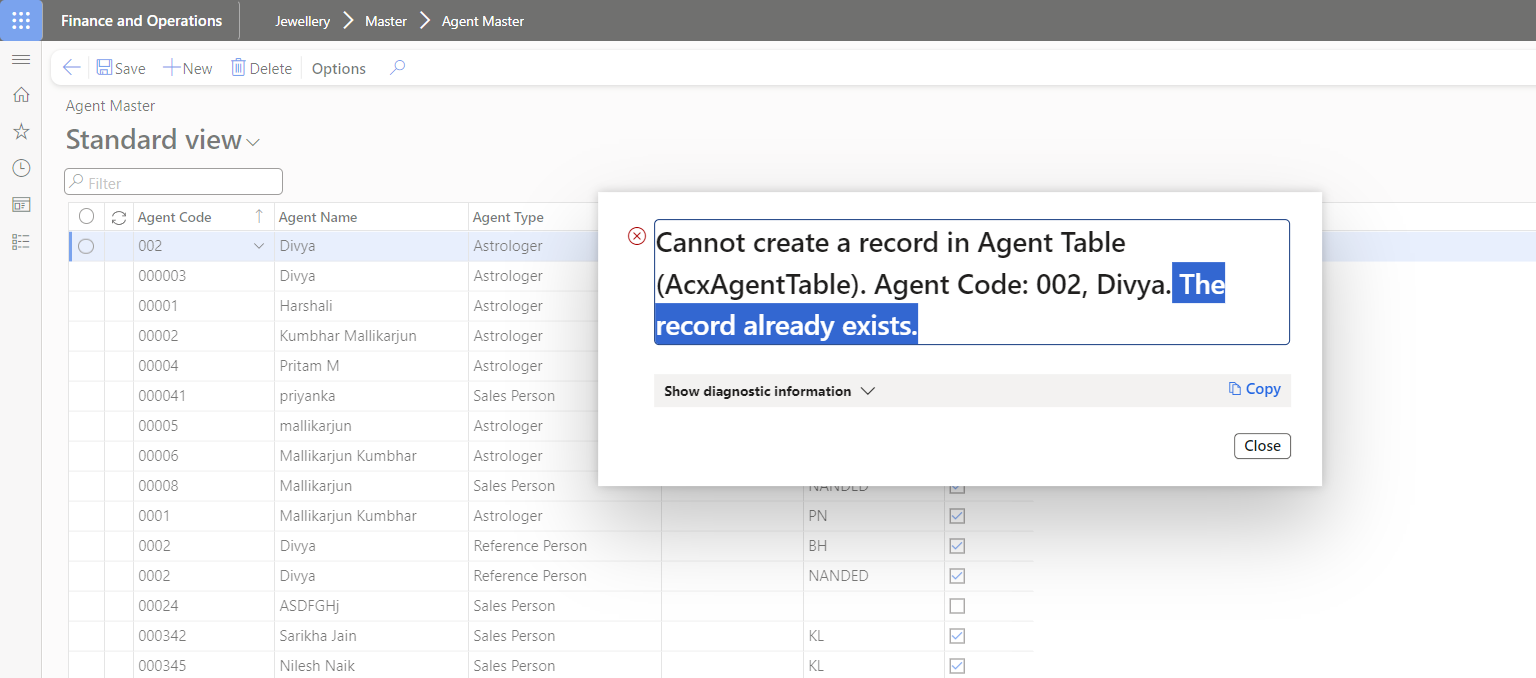 Finance and Operations Jewellery Master Agent Master
Save New Delete Options
Agent Master
Standard view
Filter
Agent Code Agent Name Agent Type
002 Divya Astrologer
000003 Divya Astrologer
00001 Harshali Astrologer
00002 Kumbhar Mallikarjun Astrologer
00004 Pritam M Astrologer
000041 priyanka Sales Person
00005 mallikarjun Astrologer
00006 Mallikarjun Kumbhar Astrologer
00008 Mallikarjun Sales Person NANDED
0001 Mallikarjun Kumbhar Astrologer PN
0002 Divya Reference Person BH
0002 Divya Reference Person NANDED
00024 ASDFGHj Sales Person
000342 Sarikha Jain Sales Person KL
000345 Nilesh Naik Sales Person KL
Cannot create a record in Agent Table
(AcxAgentTable). Agent Code: 002, Divya. The
record already exists.
Show diagnostic information Copy
Close